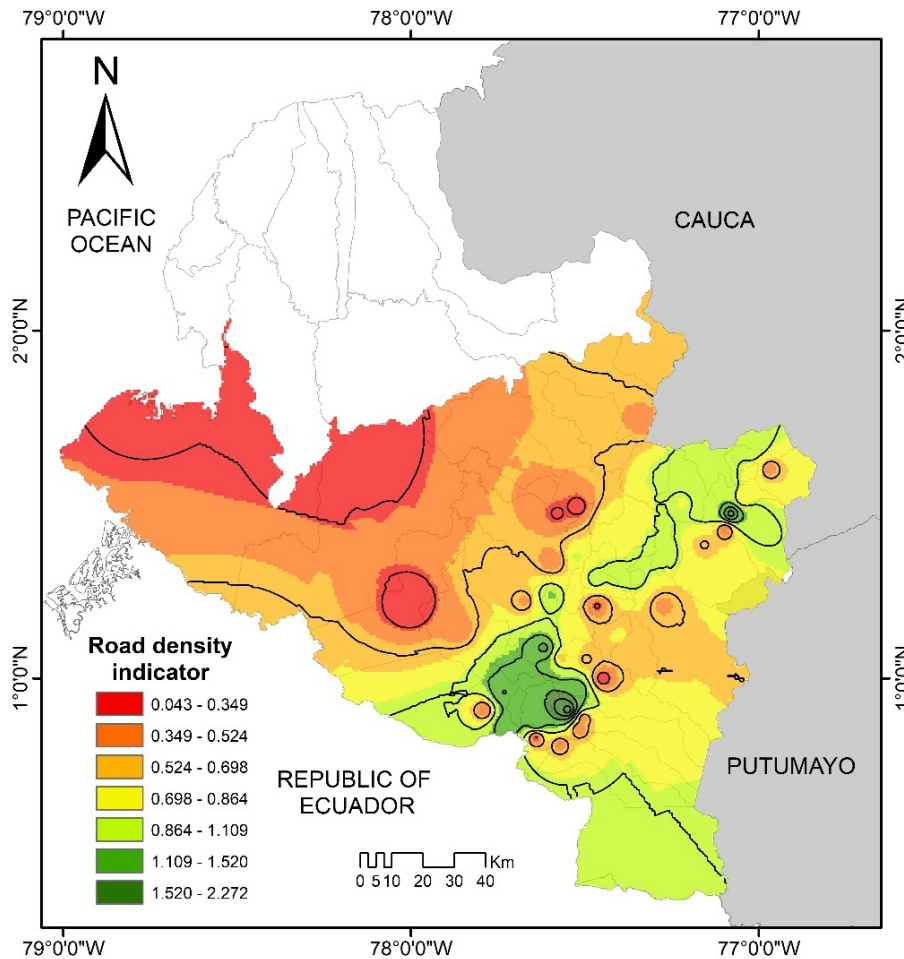 79°0'0"W
78°0'0"W
77°0'0"W
N
PACIFIC
OCEAN
CAUCA
2°0'0"N
2°0'0"N
1°0'0"N
1°0'0"N
Road density
indicator
0.043 - 0.349
0.349 - 0.524
0.524 - 0.698
0.698 - 0.864
0.864 - 1.109
1.109 - 1.520
1.520 - 2.272
REPUBLIC OF
ECUADOR
PUTUMAYO
Km
0 5 10 20 30 40
79°0'0"W
78°0'0"W
77°0'0"W